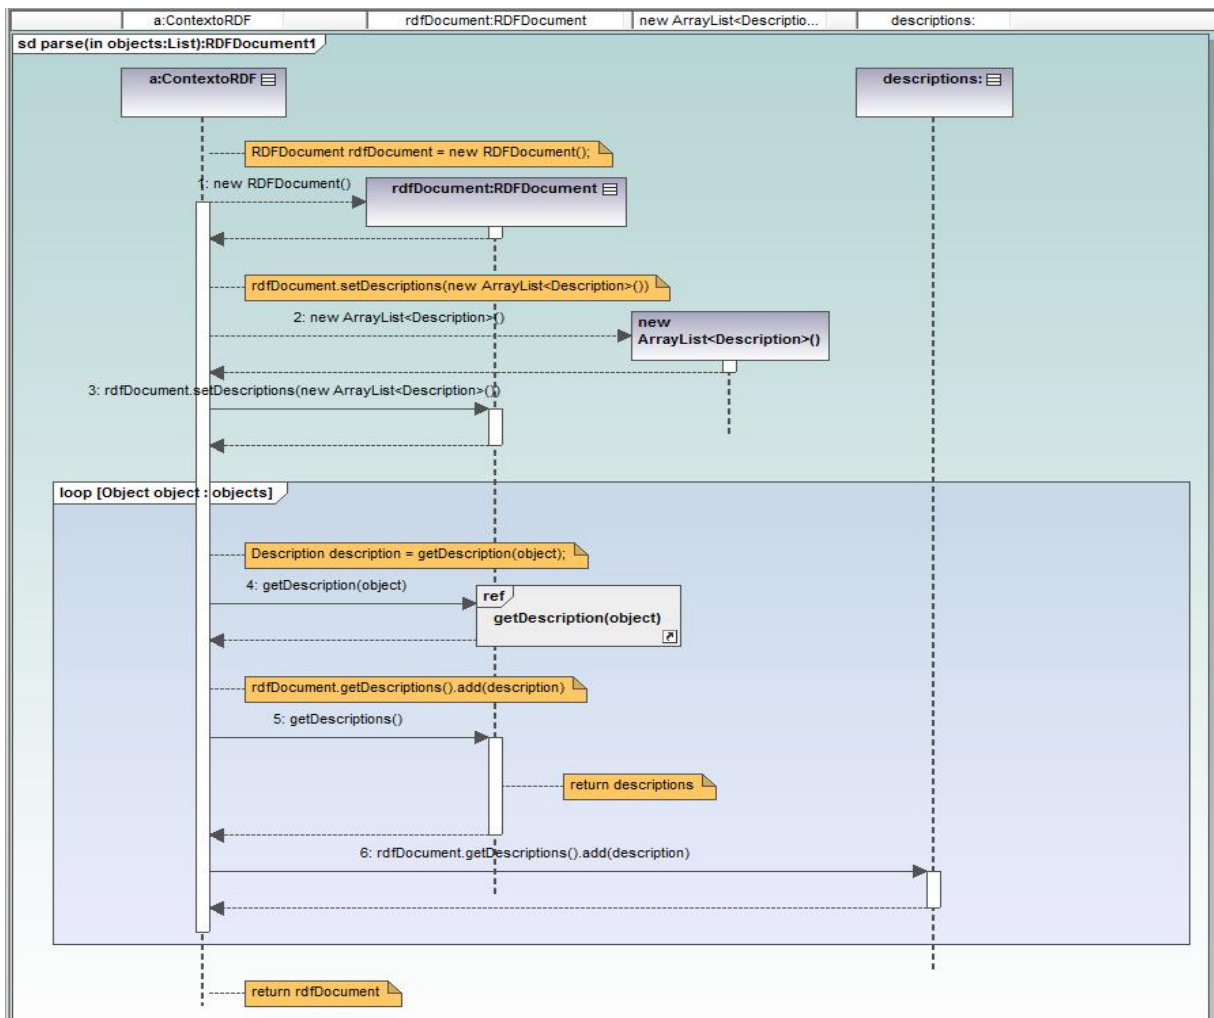 a:ContextoRDF
rdfDocument:RDFDocument
new ArrayList<Descriptio...
descriptions:
sd parse(in objects:List):RDFDocument1
a:ContextoRDF
descriptions:
RDFDocument rdfDocument = new RDFDocument();
1: new RDFDocument()
rdfDocument:RDFDocument
rdfDocument.setDescriptions(new ArrayList<Description>())
2: new ArrayList<Description>()
new
ArrayList<Description>()
3: rdfDocument.setDescriptions(new ArrayList<Description>())
loop [Object object : objects]
Description description = getDescription(object);
4: getDescription(object)
ref
getDescription(object)
rdfDocument.getDescriptions().add(description)
5: getDescriptions()
return descriptions
6: rdfDocument.getDescriptions().add(description)
return rdfDocument